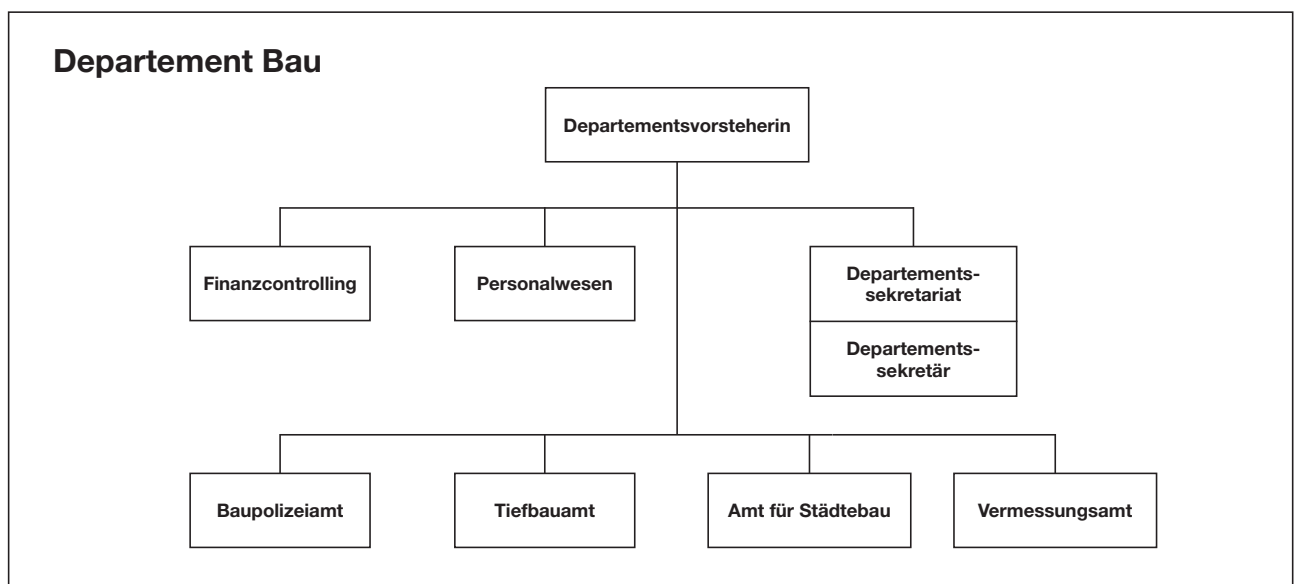 Departement Bau
Departementsvorsteherin
Finanzcontrolling
Personalwesen
Departements-
sekretariat
Departements-
sekretär
Baupolizeiamt
Tiefbauamt
Amt für Städtebau
Vermessungsamt